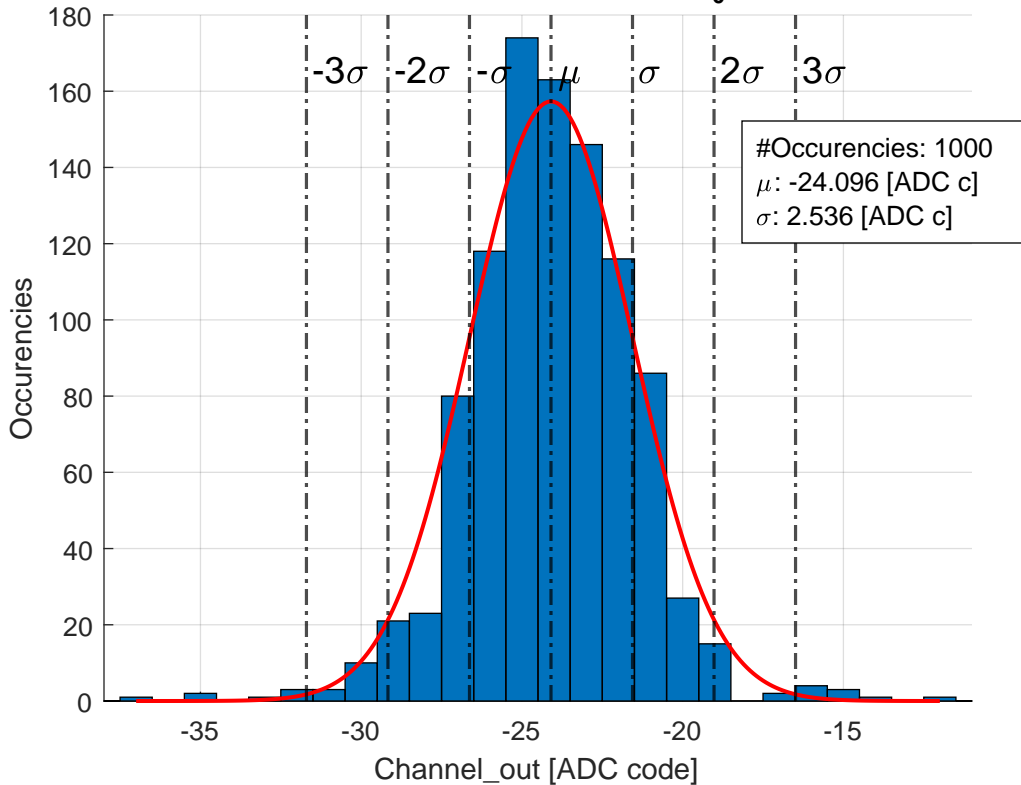 180
160
140
120
100
80
60
40
20
0
-3σ
-2σ
-σ
μ
σ
2σ
3σ
#Occurencies: 1000
μ: -24.096 [ADC c]
σ: 2.536 [ADC c]
Occurencies
-35
-30
-25
-20
-15
Channel_out [ADC code]